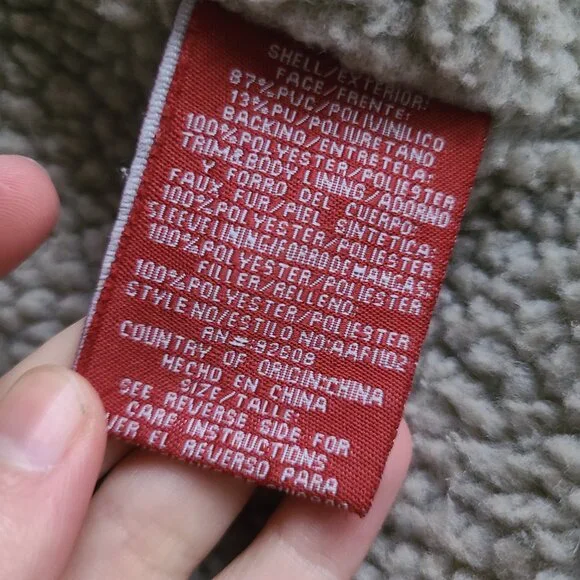 SHELL/EXTERIOR:
FACE/FRENTE:
87%PVC/POLIVINILICO
13%PU/POLIURETANO
BACKING/ENTRETELA:
100%POLYESTER/POLIESTER
TRIM&BODY LINING/ADORNO
Y FORRO DEL CUERPO:
FAUX FUR/PIEL SINTETICA:
100%POLYESTER/POLIESTER
SLEEVELINING/FORRODEMANGAS:
100%POLYESTER/POLIESTER
FILLER/RELLENO:
100%POLYESTER/POLIESTER
STYLE NO/ESTILO NO:AAF1102
RN# 92608
COUNTRY OF ORIGIN:CHINA
HECHO EN CHINA
SIZE/TALLE:
SEE REVERSE SIDE FOR
CARE INSTRUCTIONS
VER EL REVERSO PARA